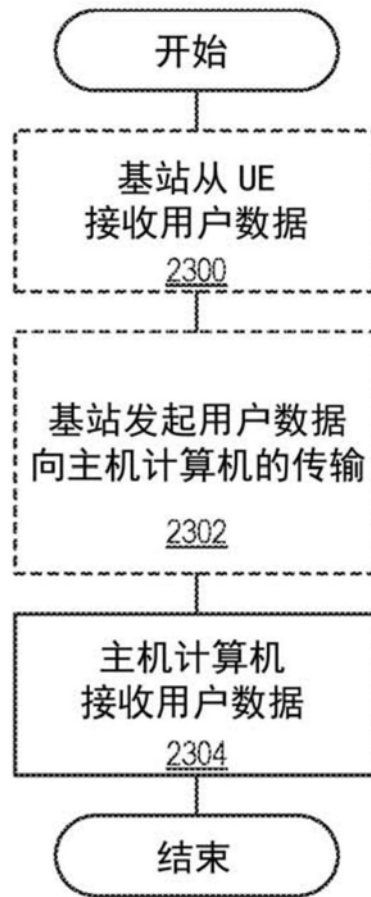 开始
基站从 UE
接收用户数据
2300
基站发起用户数据
向主机计算机的传输
2302
主机计算机
接收用户数据
2304
结束